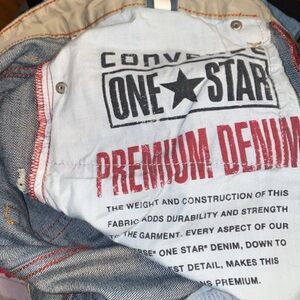 CONVERSE
ONE ★ STAR
PREMIUM DENIM
THE WEIGHT AND CONSTRUCTION OF THIS
FABRIC ADDS DURABILITY AND STRENGTH
THE GARMENT. EVERY ASPECT OF OUR
ONE STAR® DENIM, DOWN TO
DETAIL, MAKES THIS
PREMIUM.